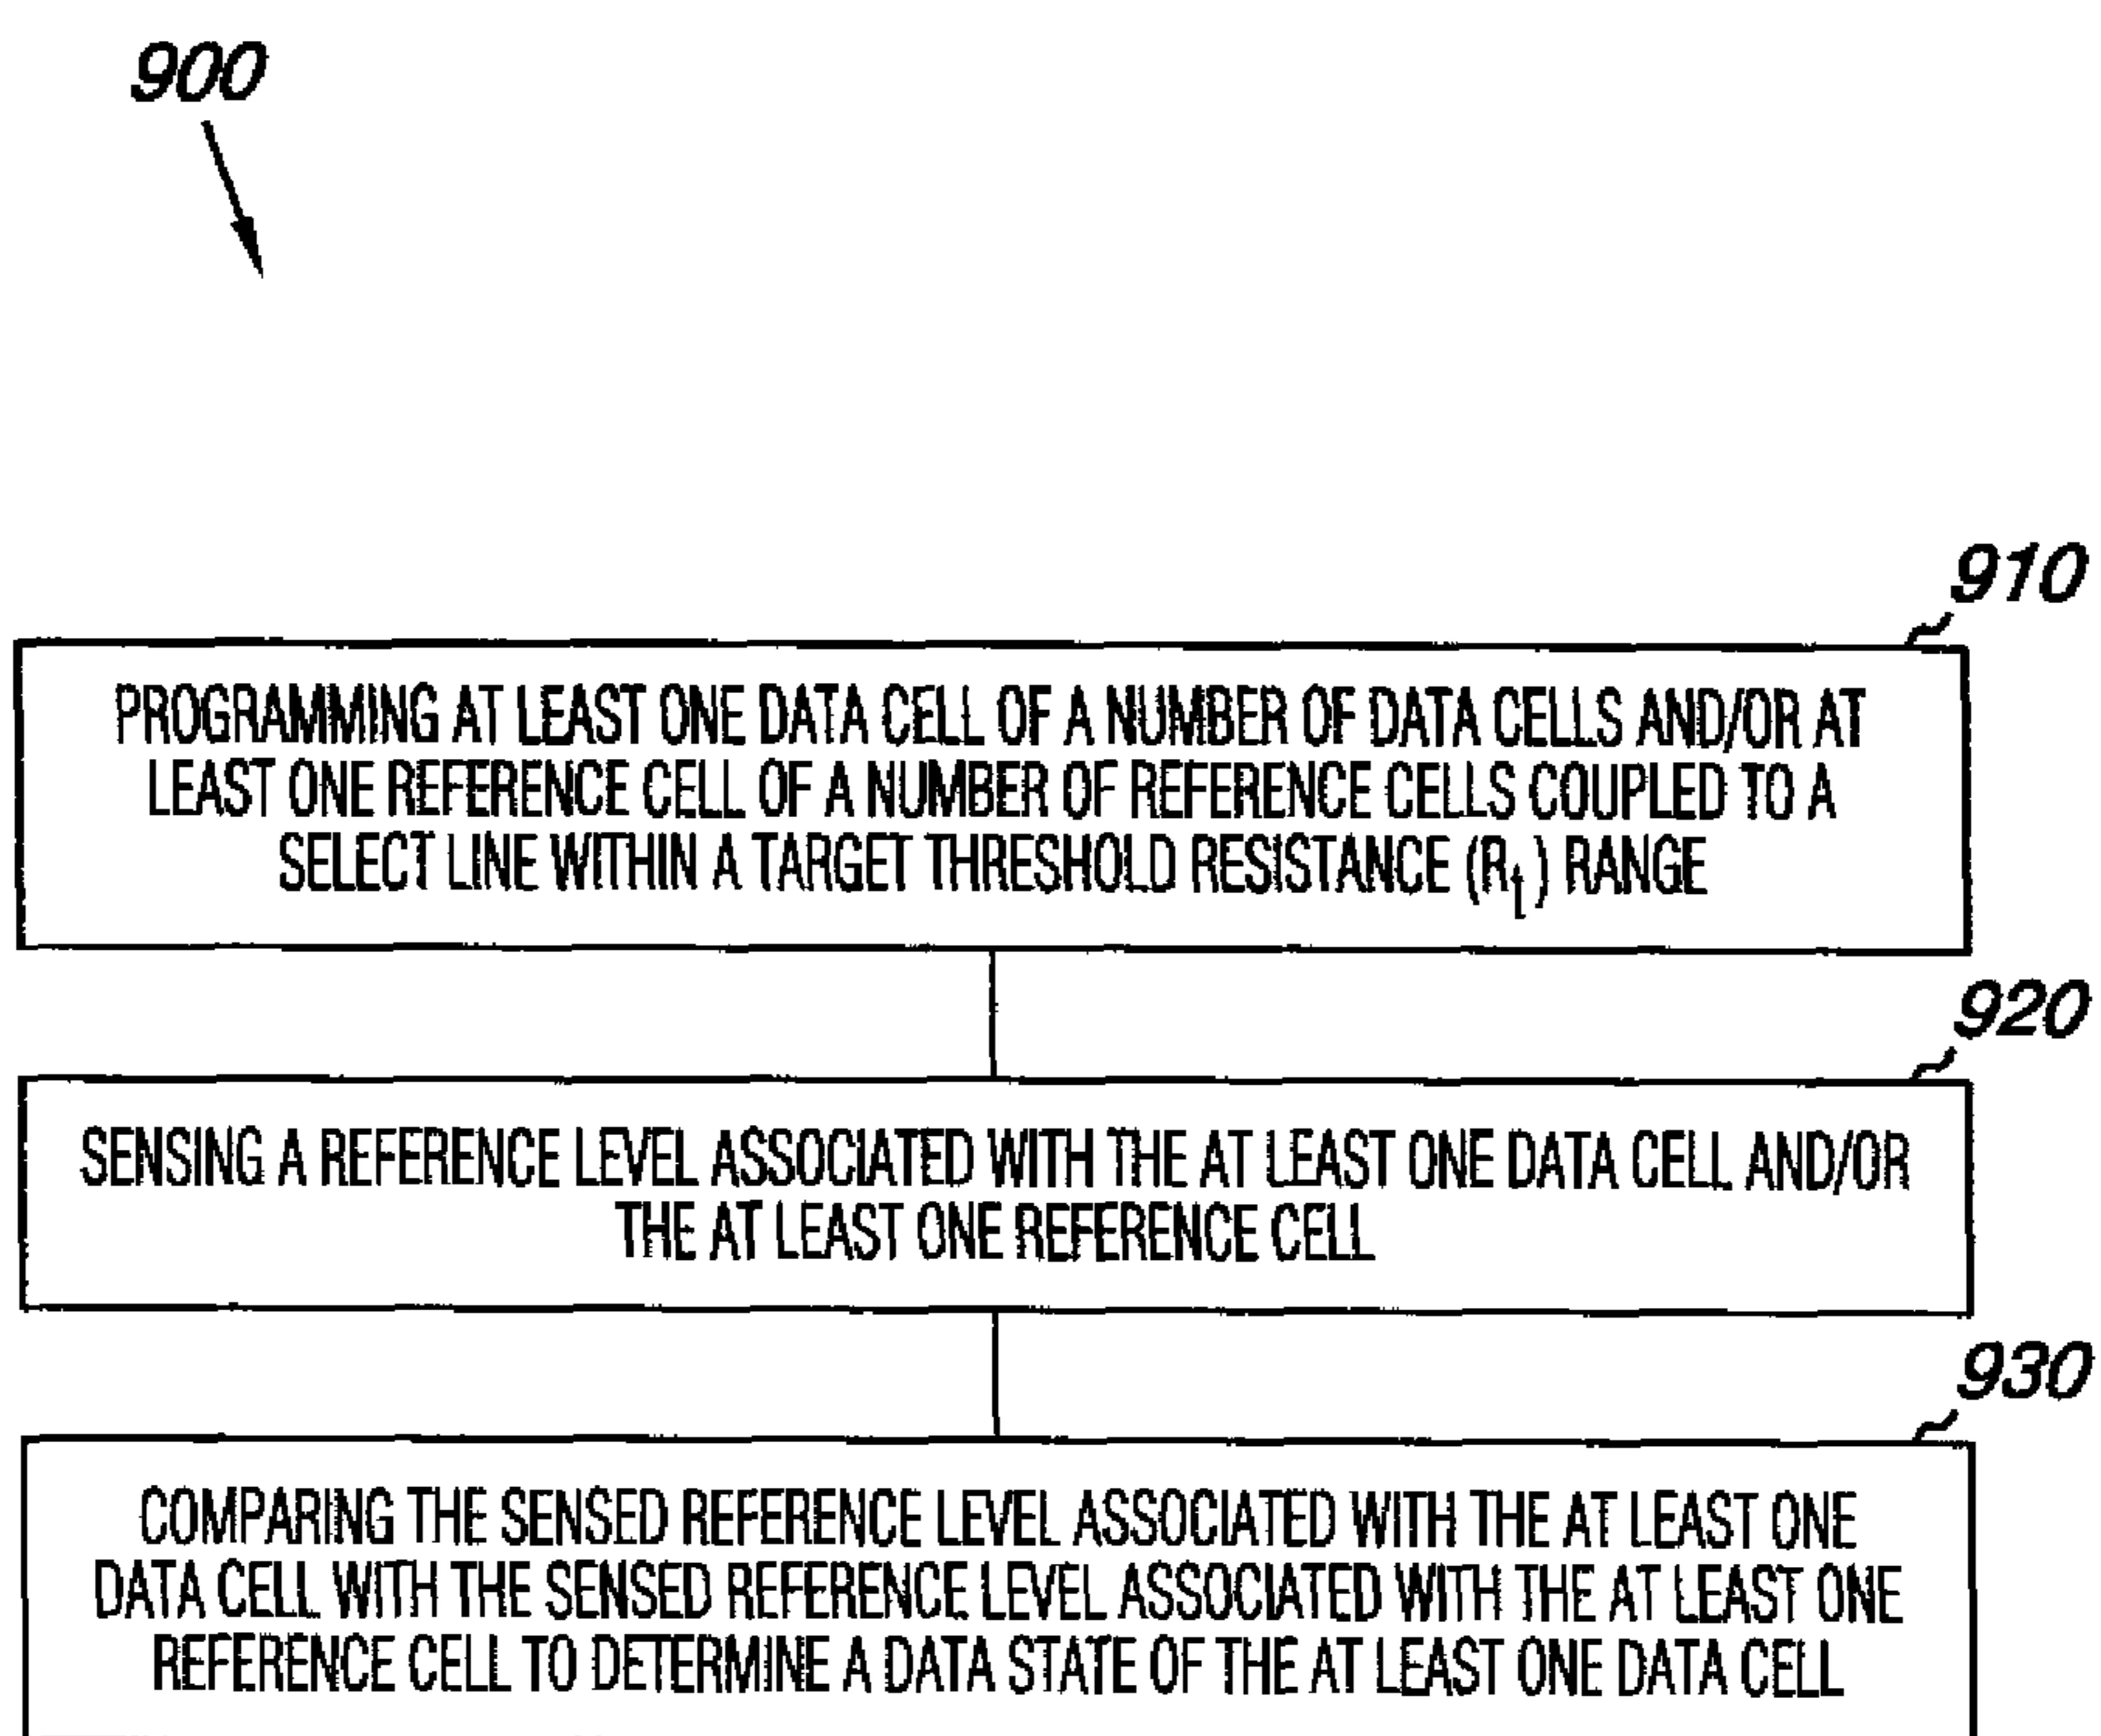 900
910
PROGRAMMING AT LEAST ONE DATA CELL OF A NUMBER OF DATA CELLS AND/OR AT
LEAST ONE REFERENCE CELL OF A NUMBER OF REFERENCE CELLS COUPLED TO A
SELECT LINE WITHIN A TARGET THRESHOLD RESISTANCE (Rt) RANGE
920
SENSING A REFERENCE LEVEL ASSOCIATED WITH THE AT LEAST ONE DATA CELL AND/OR
THE AT LEAST ONE REFERENCE CELL
930
COMPARING THE SENSED REFERENCE LEVEL ASSOCIATED WITH THE AT LEAST ONE
DATA CELL WITH THE SENSED REFERENCE LEVEL ASSOCIATED WITH THE AT LEAST ONE
REFERENCE CELL TO DETERMINE A DATA STATE OF THE AT LEAST ONE DATA CELL